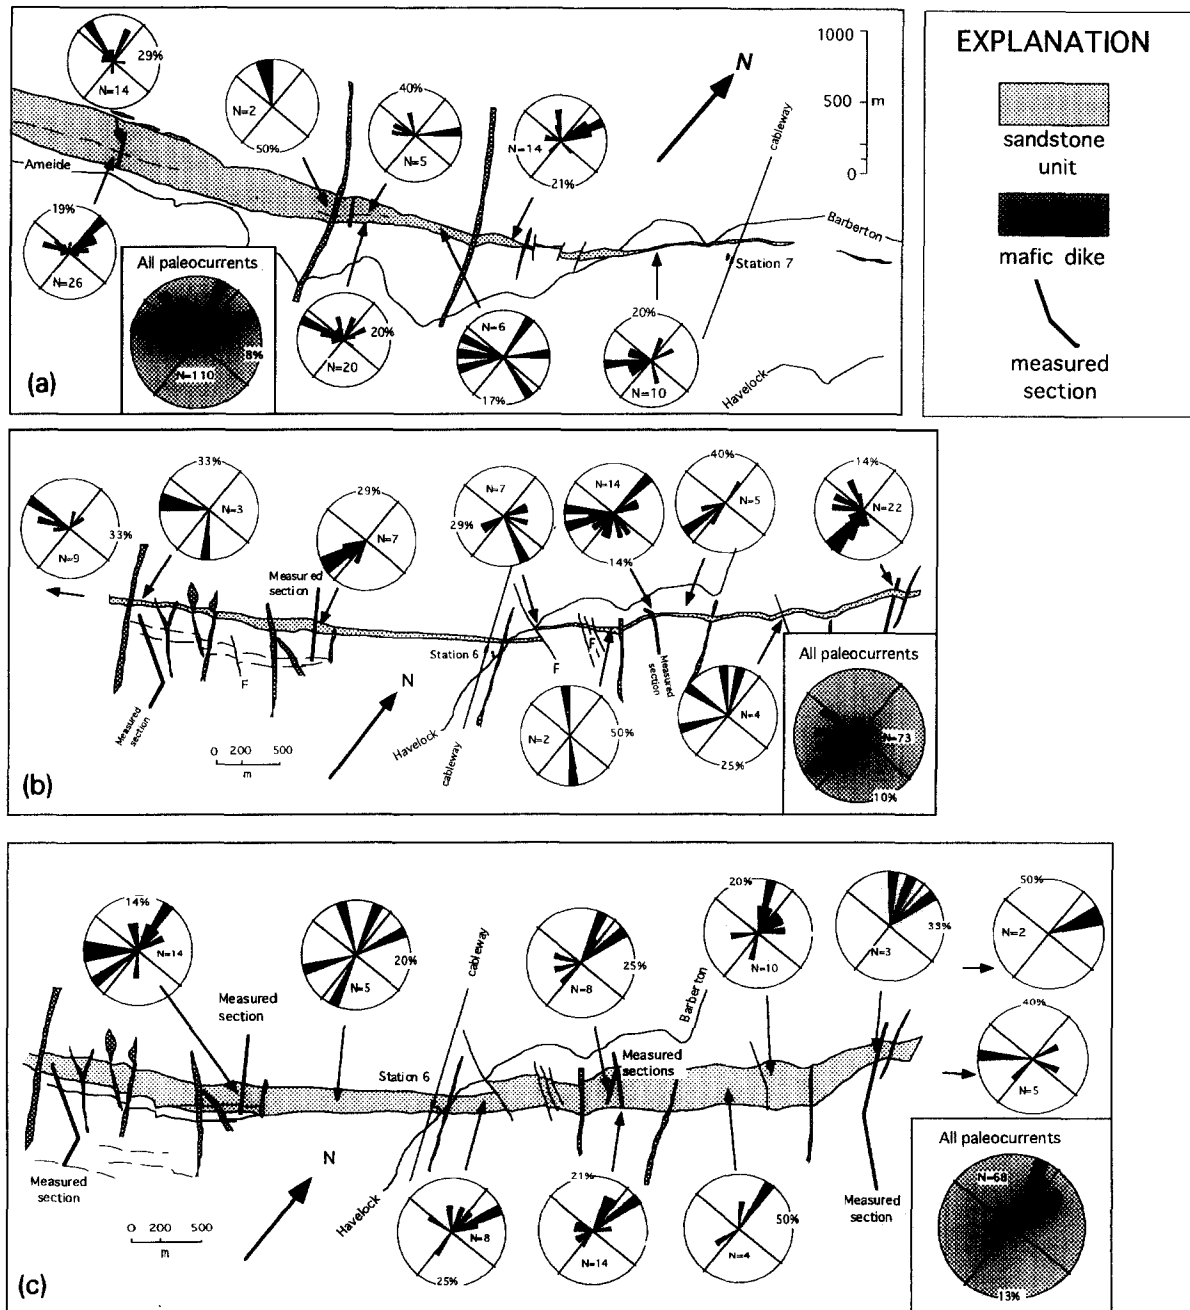 29%
N=14
N=2
50%
40%
N=5
N=14
21%
N
1000
500
m
0
cableway
EXPLANATION
sandstone
unit
mafic dike
measured
section
Ameide
19%
N=26
Barberton
Station 7
All paleocurrents
8%
N=110
20%
N=20
N=6
17%
20%
N=10
Havelock
(a)
33%
N=9
33%
N=3
29%
N=7
N=7
29%
N=14
14%
40%
N=5
14%
N=22
Measured
section
Station 6
F
F
F
Measured
section
Measured
section
N
Havelock
cableway
N=2
50%
N=4
25%
All paleocurrents
N=73
10%
0 200 500
m
(b)
14%
N=14
20%
N=5
cableway
25%
N=8
20%
N=10
Barberton
33%
N=3
50%
N=2
40%
N=5
Measured
section
Station 6
Measured
sections
Measured
section
N
Havelock
N=8
25%
21%
N=14
50%
N=4
Measured
section
All paleocurrents
N=68
13%
0 200 500
m
(c)